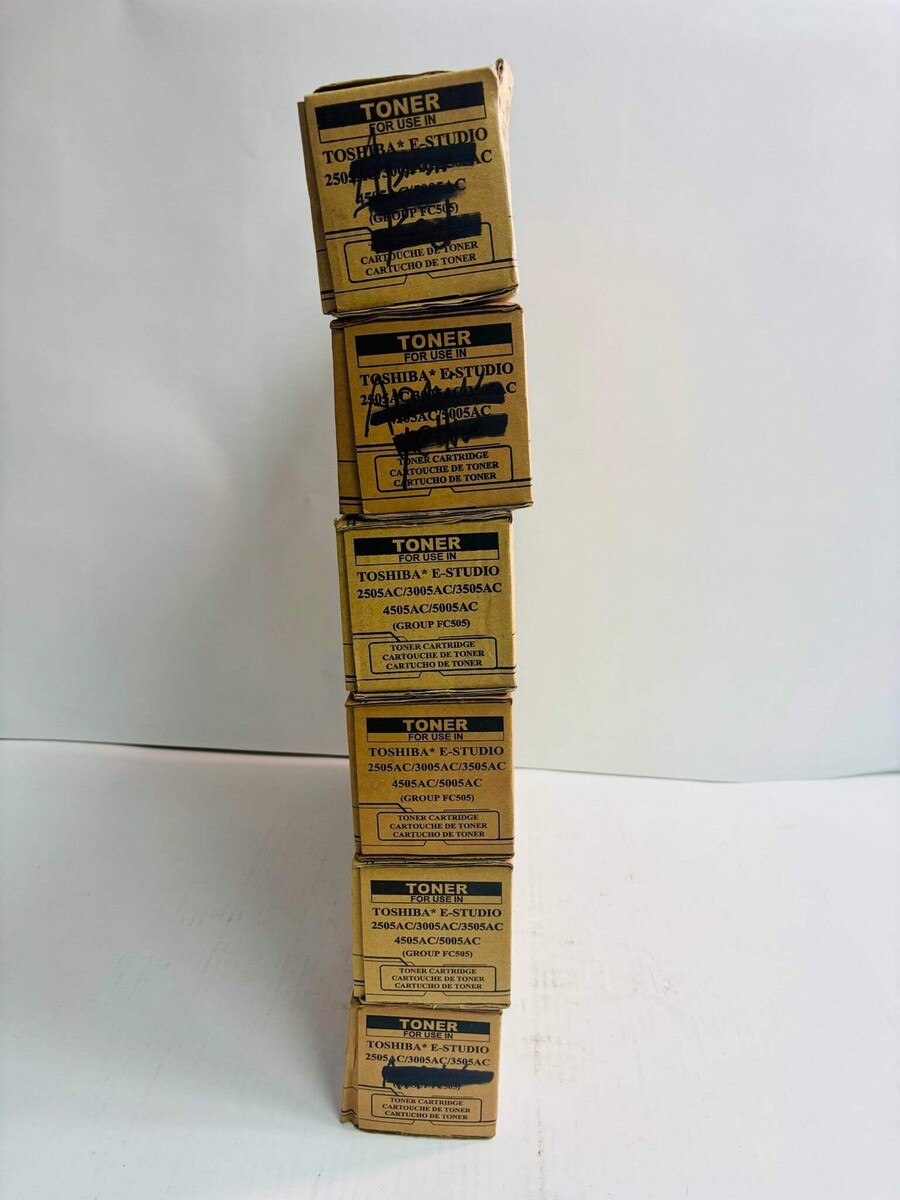 TONER
FOR USE IN
TOSHIBA* E-STUDIO
(GROUP FC505)
CARTOUCHE DE TONER
CARTUCHO DE TONER
TONER
FOR USE IN
TOSHIBA* E-STUDIO
TONER CARTRIDGE
CARTOUCHE DE TONER
CARTUCHO DE TONER
TONER
FOR USE IN
TOSHIBA* E-STUDIO
2505AC/3005AC/3505AC
4505AC/5005AC
(GROUP FC505)
TONER CARTRIDGE
CARTOUCHE DE TONER
CARTUCHO DE TONER
TONER
FOR USE IN
TOSHIBA* E-STUDIO
2505AC/3005AC/3505AC
4505AC/5005AC
(GROUP FC505)
TONER CARTRIDGE
CARTOUCHE DE TONER
CARTUCHO DE TONER
TONER
FOR USE IN
TOSHIBA* E-STUDIO
2505AC/3005AC/3505AC
4505AC/5005AC
(GROUP FC505)
TONER CARTRIDGE
CARTOUCHE DE TONER
CARTUCHO DE TONER
TONER
FOR USE IN
TOSHIBA* E-STUDIO
2505AC/3005AC/3505AC
TONER CARTRIDGE
CARTOUCHE DE TONER
CARTUCHO DE TONER